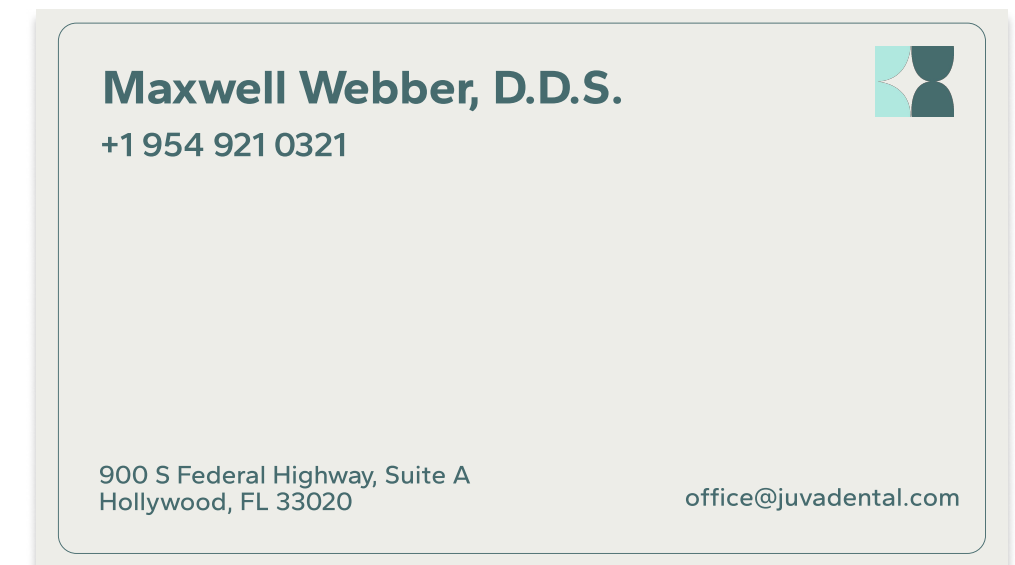 Maxwell Webber, D.D.S.
+1 954 921 0321
900 S Federal Highway, Suite A
Hollywood, FL 33020
office@juvadental.com